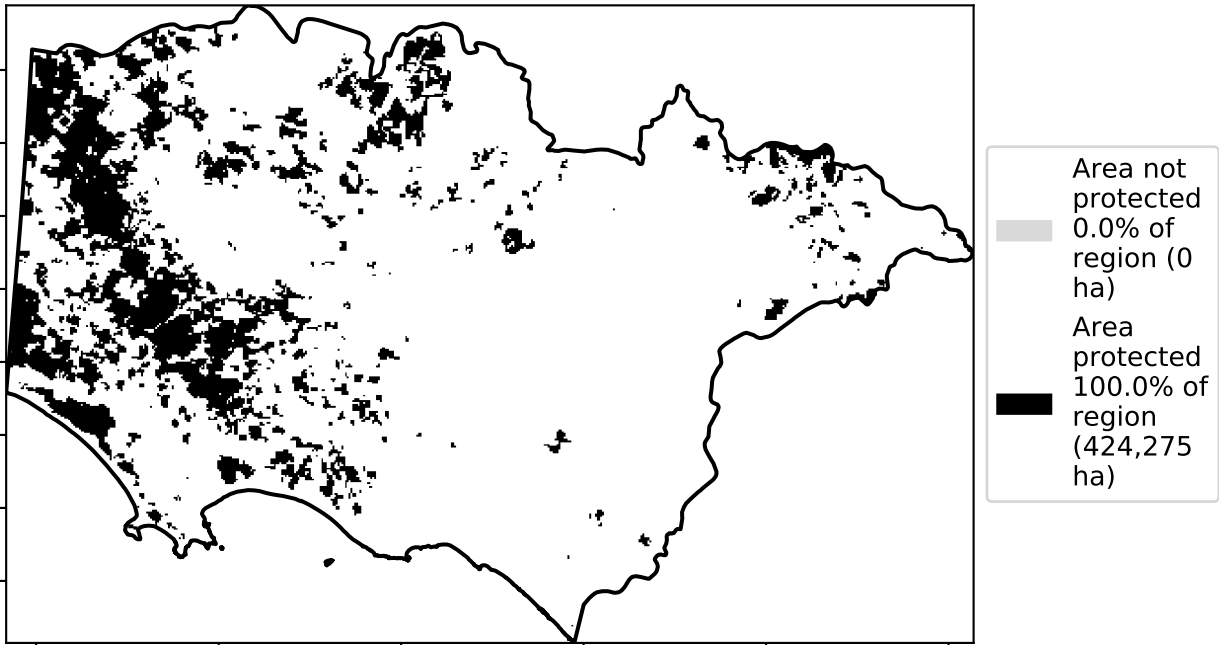 Area not
protected
0.0% of
region (0
ha)
Area
protected
100.0% of
region
(424,275
ha)